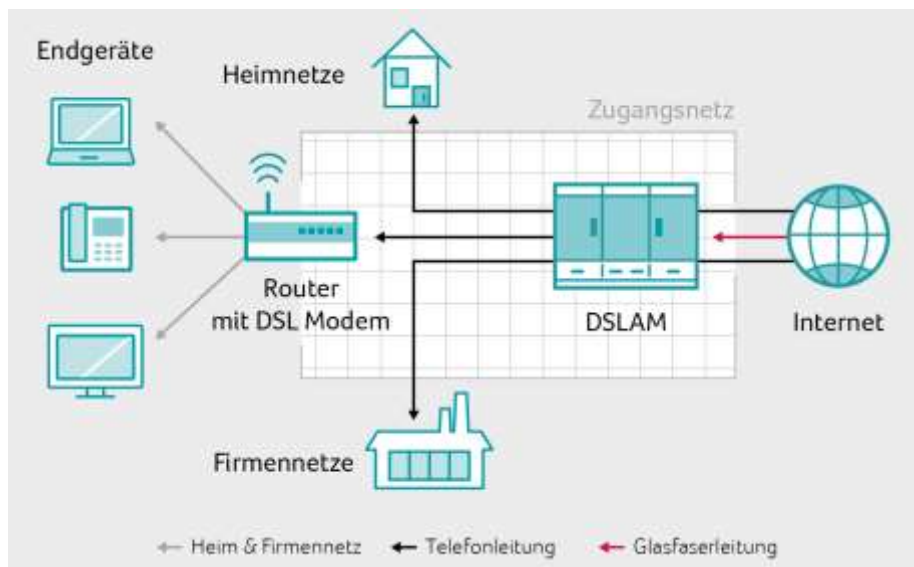 Endgeräte
Heimnetze
Zugangsnetz
Router
mit DSL Modem
DSLAM
Internet
Firmennetze
Heim & Firmennetz
Telefonleitung
Glasfaserleitung